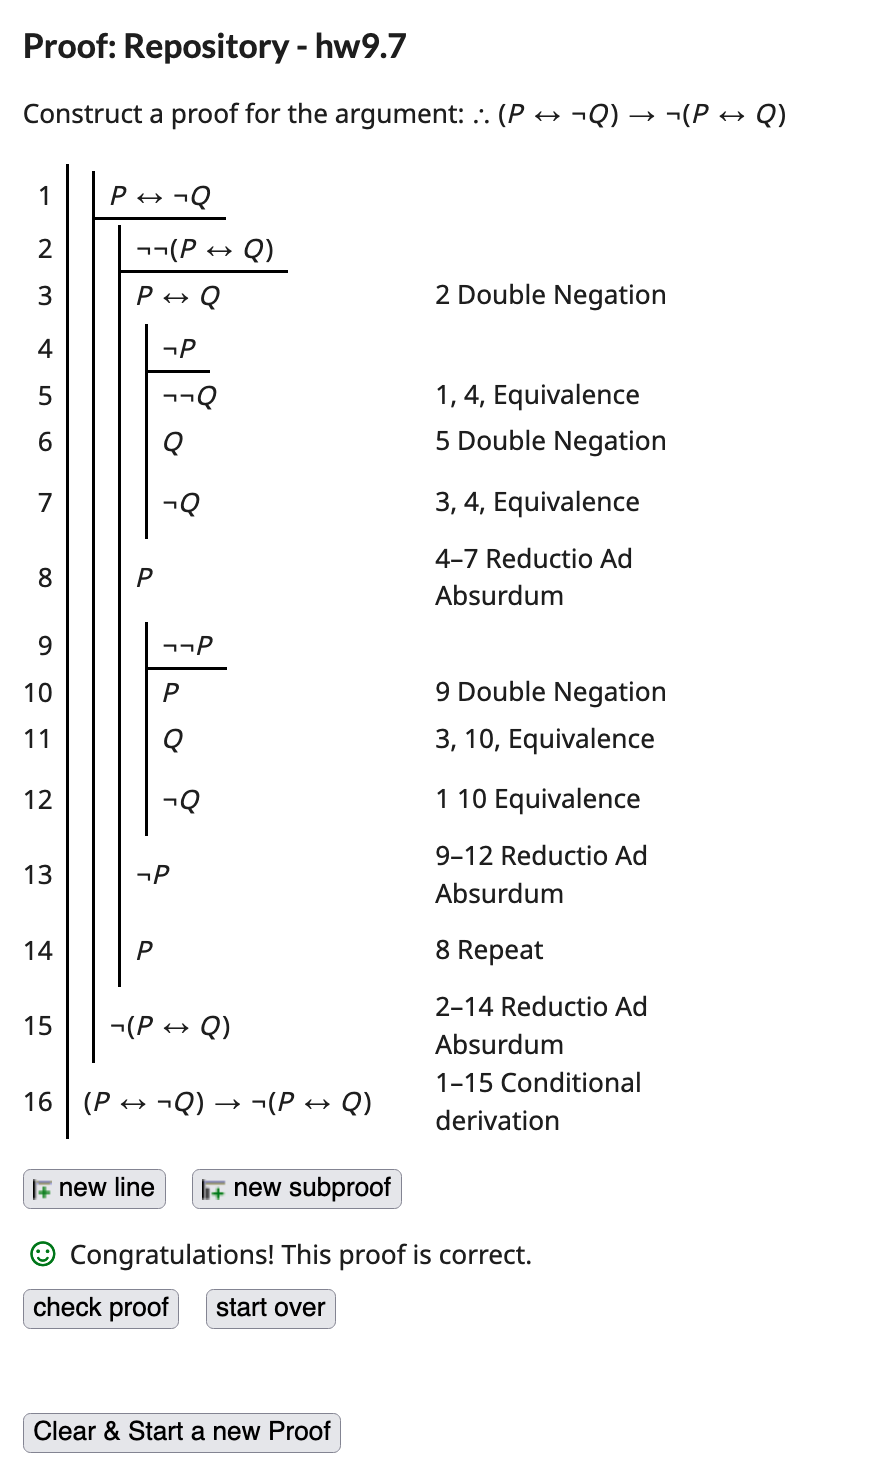 Proof: Repository - hw9.7
Construct a proof for the argument: ∴ (P ↔ ¬Q) → ¬(P ↔ Q)
1 P ↔ ¬Q
2 ¬¬(P ↔ Q)
3 P ↔ Q 2 Double Negation
4 ¬P
5 ¬¬Q 1, 4, Equivalence
6 Q 5 Double Negation
7 ¬Q 3, 4, Equivalence
8 P 4–7 Reductio Ad
Absurdum
9 ¬¬P
10 P 9 Double Negation
11 Q 3, 10, Equivalence
12 ¬Q 1 10 Equivalence
13 ¬P 9–12 Reductio Ad
Absurdum
14 P 8 Repeat
15 ¬(P ↔ Q) 2–14 Reductio Ad
Absurdum
16 (P ↔ ¬Q) → ¬(P ↔ Q) 1–15 Conditional
derivation
new line new subproof
Congratulations! This proof is correct.
check proof start over
Clear & Start a new Proof